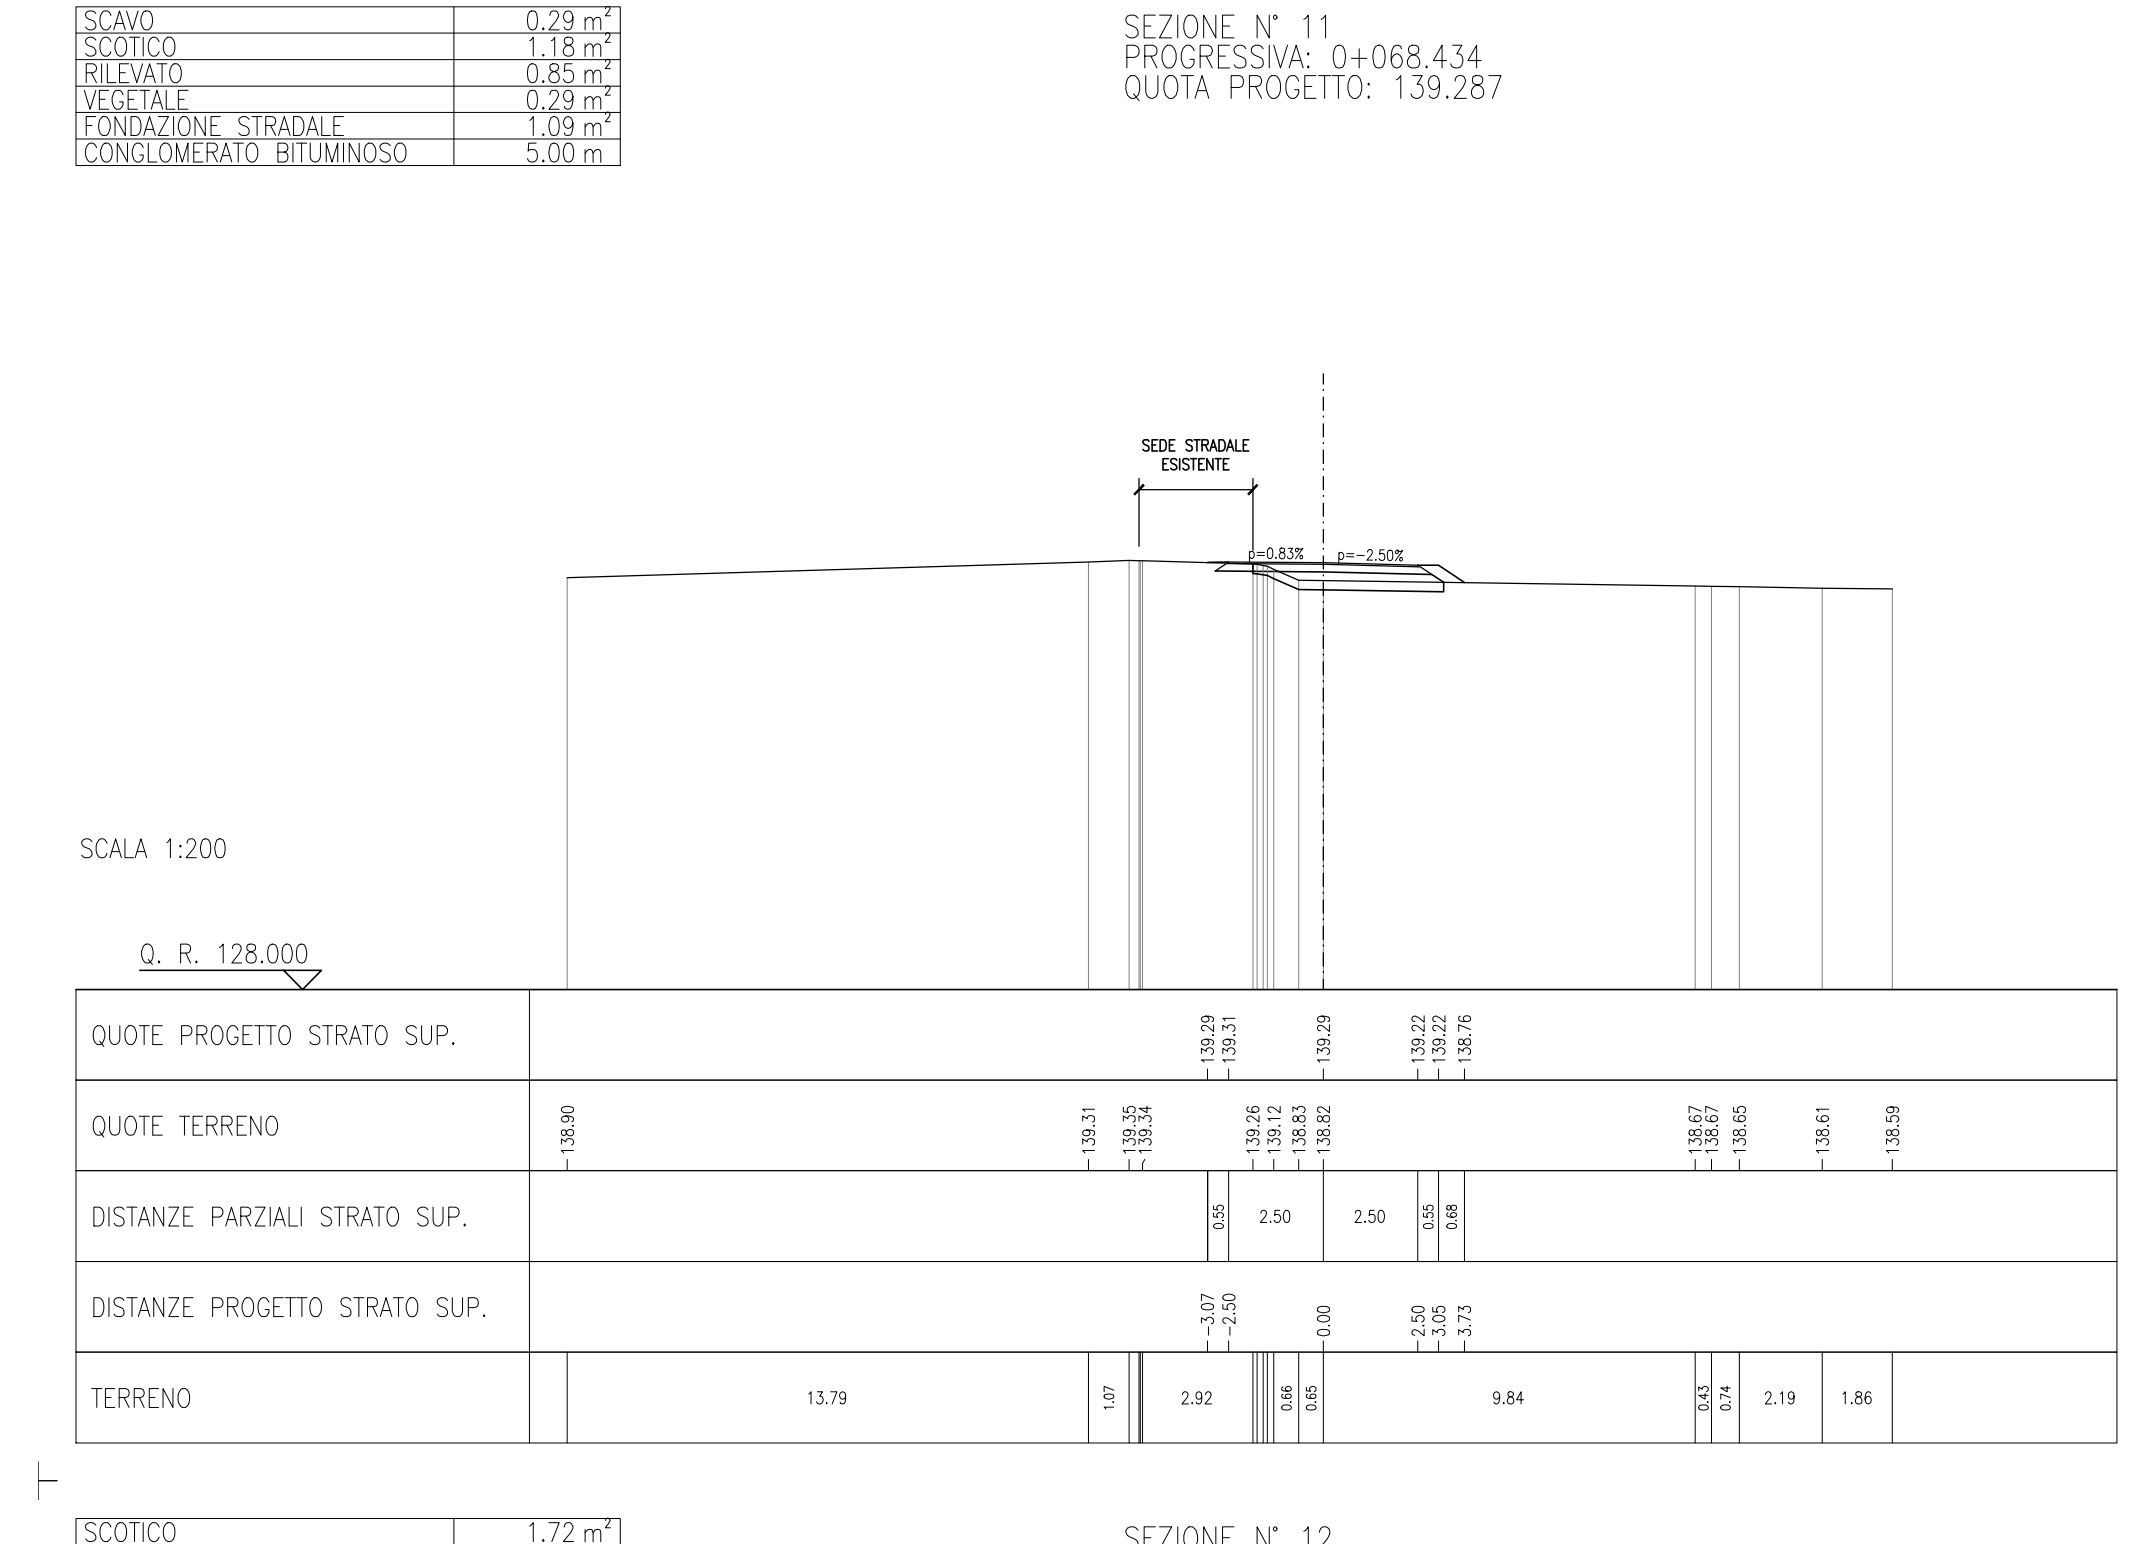 SCAVO 0.29 m²
SCOTICO 1.18 m²
RILEVATO 0.85 m²
VEGETALE 0.29 m²
FONDAZIONE STRADALE 1.09 m²
CONGLOMERATO BITUMINOSO 5.00 m
SEZIONE N° 11
PROGRESSIVA: 0+068.434
QUOTA PROGETTO: 139.287
SEDE STRADALE
ESISTENTE
p=0.83% p=-2.50%
SCALA 1:200
Q. R. 128.000
QUOTE PROGETTO STRATO SUP. 139.29 139.31 139.29 139.22 139.22 138.76
QUOTE TERRENO 138.90 139.31 139.35 139.34 139.26 139.12 138.83 138.82 138.67 138.67 138.65 138.61 138.59
DISTANZE PARZIALI STRATO SUP. 0.55 2.50 2.50 0.55 0.68
DISTANZE PROGETTO STRATO SUP. -3.07 -2.50 0.00 2.50 3.05 3.73
TERRENO 13.79 1.07 2.92 0.66 0.65 9.84 0.43 0.74 2.19 1.86
SCOTICO 1.72 m²
SEZIONE N° 12